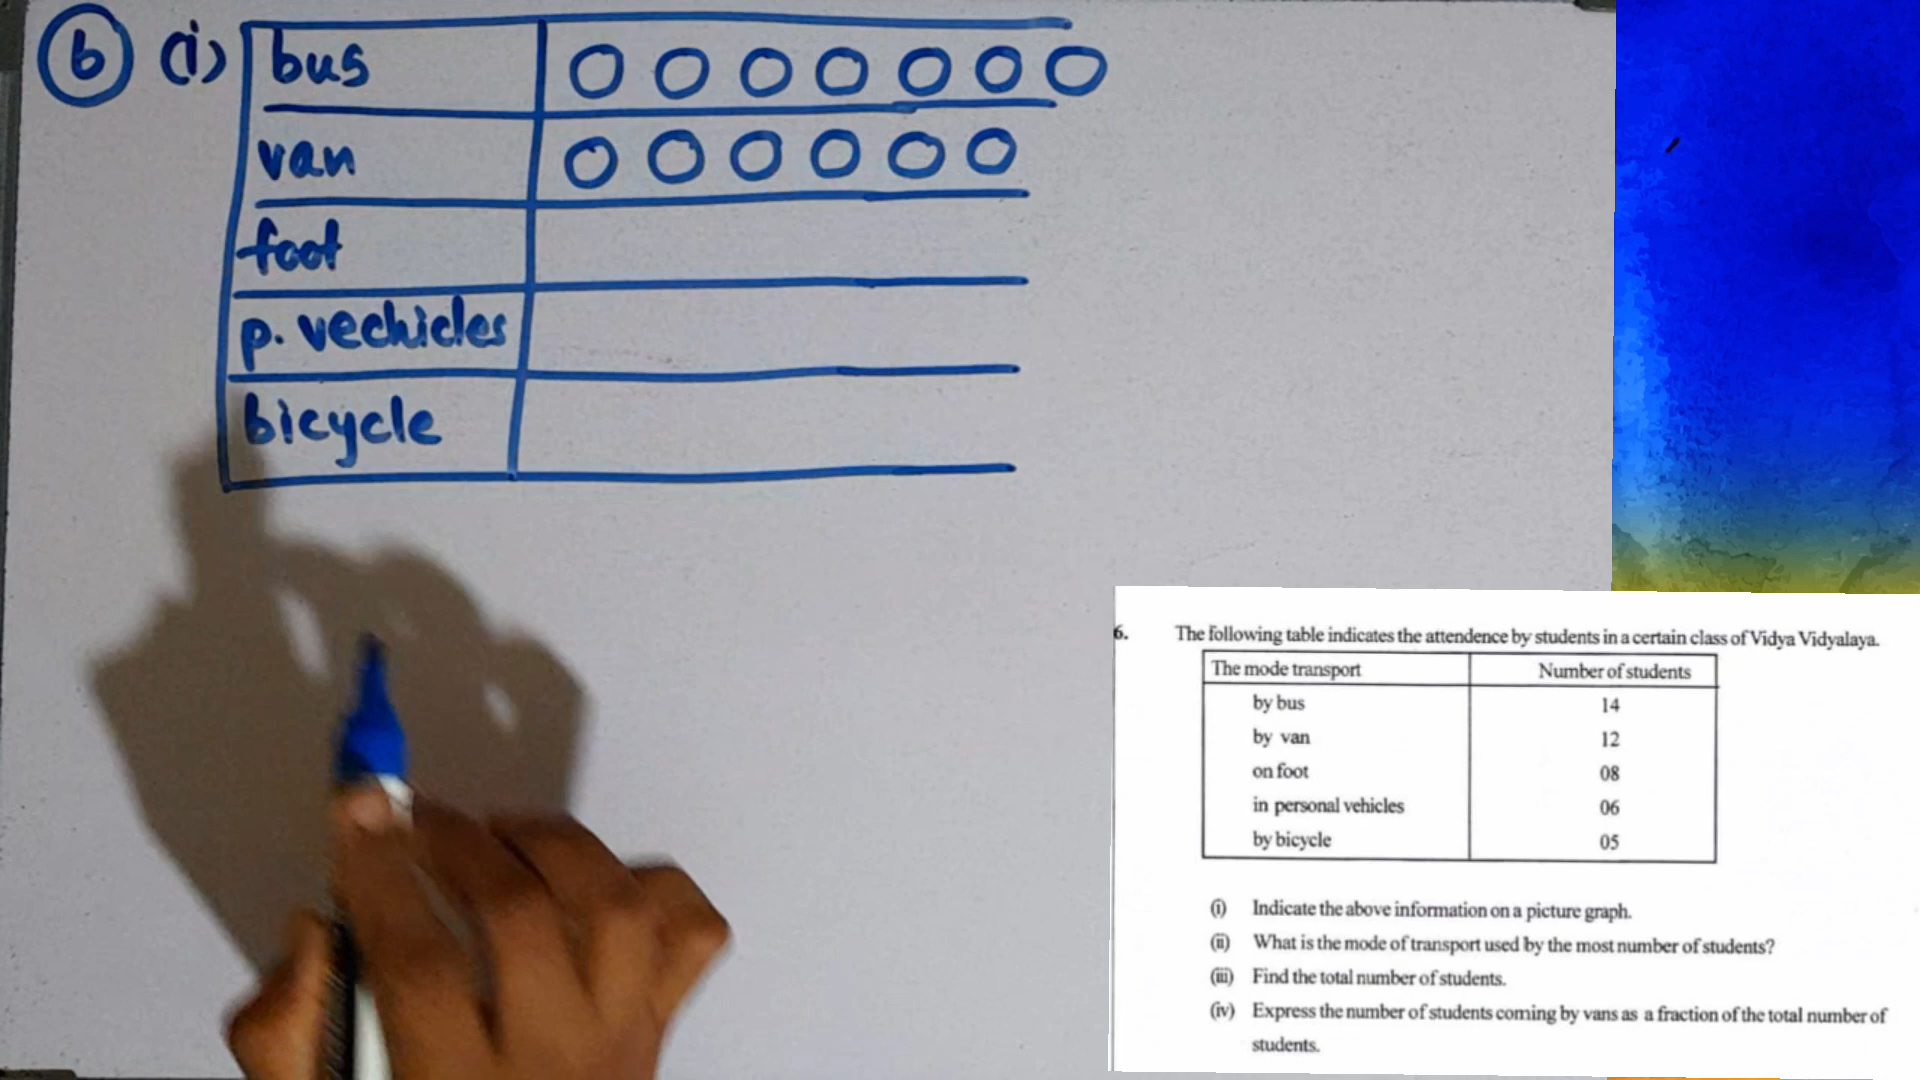 6 (i) bus
van
foot
p. vechicles
bicycle
6. The following table indicates the attendence by students in a certain class of Vidya Vidyalaya.
The mode transport Number of students
by bus 14
by van 12
on foot 08
in personal vehicles 06
by bicycle 05
(i) Indicate the above information on a picture graph.
(ii) What is the mode of transport used by the most number of students?
(iii) Find the total number of students.
(iv) Express the number of students coming by vans as a fraction of the total number of
students.